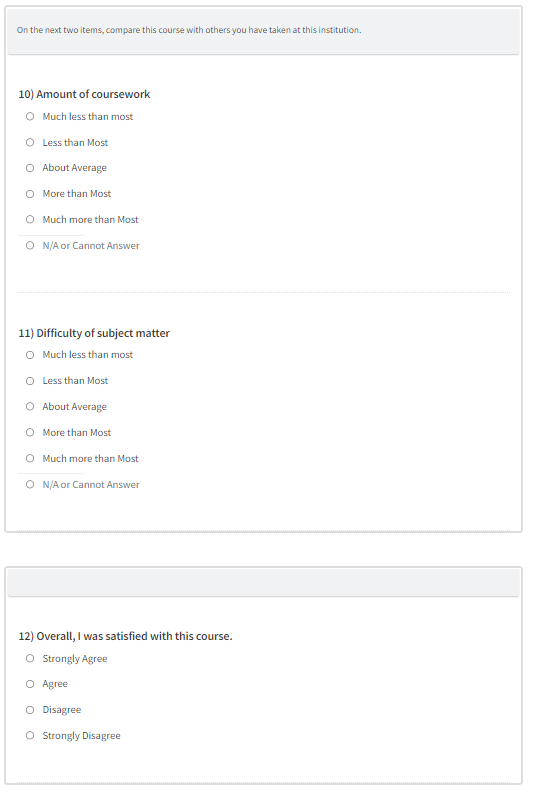 On the next two items, compare this course with others you have taken at this institution.
10) Amount of coursework
Much less than most
Less than Most
About Average
More than Most
Much more than Most
N/A or Cannot Answer
11) Difficulty of subject matter
Much less than most
Less than Most
About Average
More than Most
Much more than Most
N/A or Cannot Answer
12) Overall, I was satisfied with this course.
Strongly Agree
Agree
Disagree
Strongly Disagree